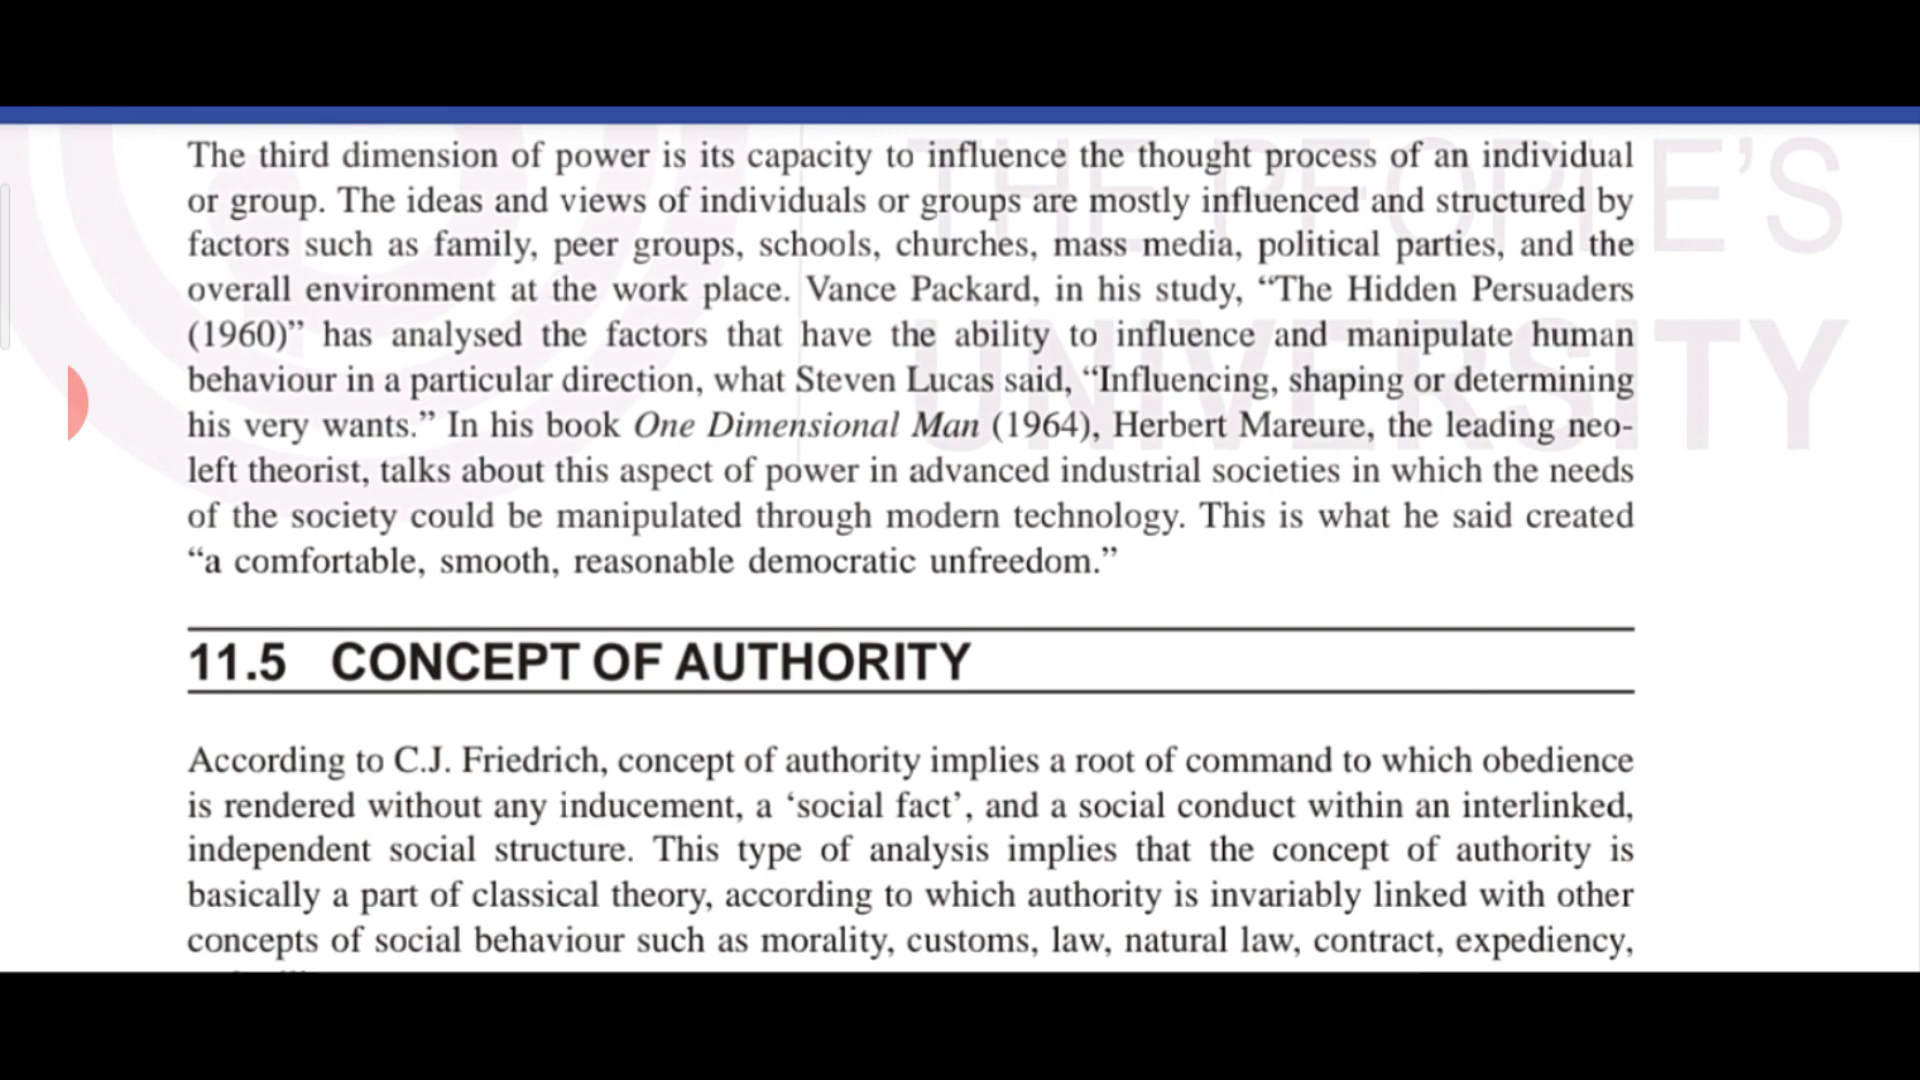 THE PEOPLE'S
UNIVERSITY
The third dimension of power is its capacity to influence the thought process of an individual
or group. The ideas and views of individuals or groups are mostly influenced and structured by
factors such as family, peer groups, schools, churches, mass media, political parties, and the
overall environment at the work place. Vance Packard, in his study, “The Hidden Persuaders
(1960)” has analysed the factors that have the ability to influence and manipulate human
behaviour in a particular direction, what Steven Lucas said, “Influencing, shaping or determining
his very wants.” In his book One Dimensional Man (1964), Herbert Mareure, the leading neo-
left theorist, talks about this aspect of power in advanced industrial societies in which the needs
of the society could be manipulated through modern technology. This is what he said created
“a comfortable, smooth, reasonable democratic unfreedom.”
11.5 CONCEPT OF AUTHORITY
According to C.J. Friedrich, concept of authority implies a root of command to which obedience
is rendered without any inducement, a ‘social fact’, and a social conduct within an interlinked,
independent social structure. This type of analysis implies that the concept of authority is
basically a part of classical theory, according to which authority is invariably linked with other
concepts of social behaviour such as morality, customs, law, natural law, contract, expediency,